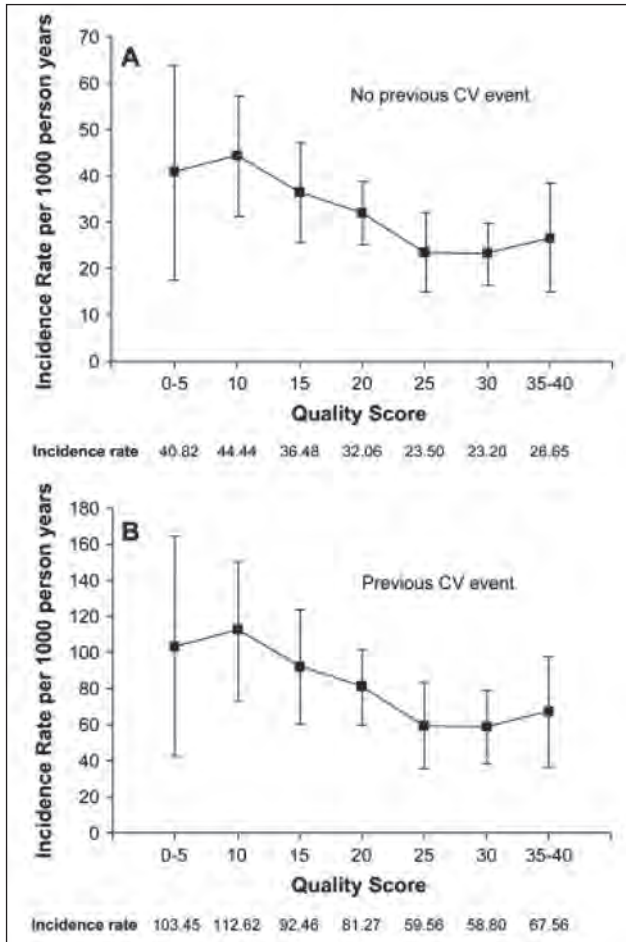 A
No previous CV event
Incidence Rate per 1000 person years
70
60
50
40
30
20
10
0
0-5 10 15 20 25 30 35-40
Quality Score
Incidence rate 40.82 44.44 36.48 32.06 23.50 23.20 26.65
B
Previous CV event
Incidence Rate per 1000 person years
180
160
140
120
100
80
60
40
20
0
0-5 10 15 20 25 30 35-40
Quality Score
Incidence rate 103.45 112.62 92.46 81.27 59.56 58.80 67.56